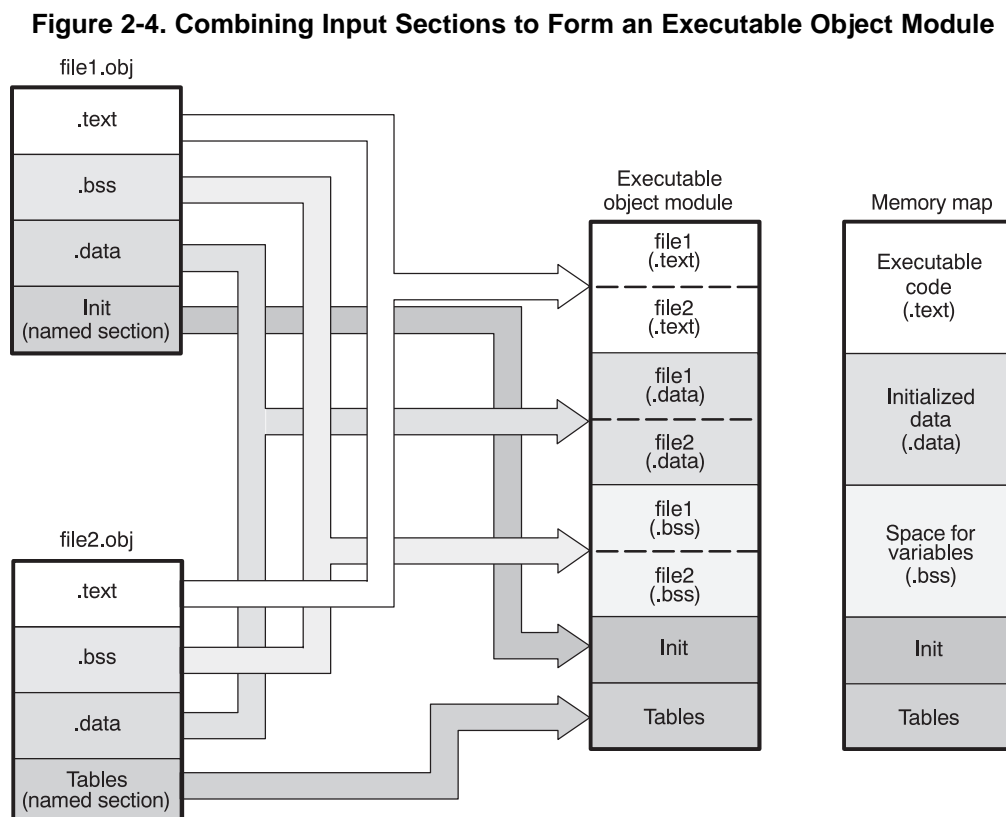 Figure 2-4. Combining Input Sections to Form an Executable Object Module
file1.obj
.text
.bss
.data
Init
(named section)
file2.obj
.text
.bss
.data
Tables
(named section)
Executable
object module
file1
(.text)
file2
(.text)
file1
(.data)
file2
(.data)
file1
(.bss)
file2
(.bss)
Init
Tables
Memory map
Executable
code
(.text)
Initialized
data
(.data)
Space for
variables
(.bss)
Init
Tables